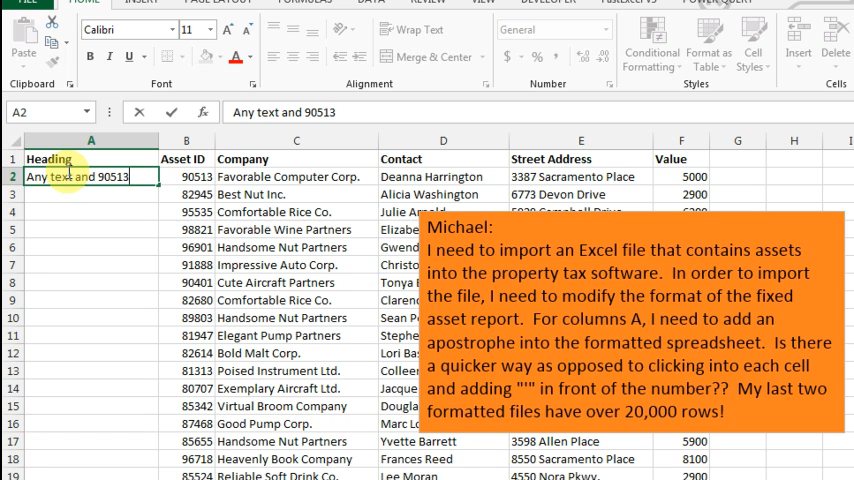 FILE HOME INSERT PAGE LAYOUT FORMULAS DATA REVIEW VIEW DEVELOPER POWER QUERY
Calibri 11 A A Wrap Text General
Paste B I U A Merge & Center $ % , Conditional Format as Cell Insert Delete
Formatting Table Styles
Clipboard Font Alignment Number Styles Cells
A2 fx Any text and 90513
A B C D E F G H I
1 Heading Asset ID Company Contact Street Address Value
2 Any text and 90513 90513 Favorable Computer Corp. Deanna Harrington 3387 Sacramento Place 5000
3 82945 Best Nut Inc. Alicia Washington 6773 Devon Drive 2900
4 95535 Comfortable Rice Co. Julie Arnold
5 98821 Favorable Wine Partners
6 96901 Handsome Nut Partners
7 91888 Impressive Auto Corp.
8 90401 Cute Aircraft Partners Tonya
9 82680 Comfortable Rice Co.
10 89803 Handsome Nut Partners Sean
11 81947 Elegant Pump Partners
12 82614 Bold Malt Corp. Lori
13 81313 Poised Instrument Ltd.
14 80707 Exemplary Aircraft Ltd.
15 85342 Virtual Broom Company
16 87468 Good Pump Corp.
17 85655 Handsome Nut Partners Yvette Barrett 3598 Allen Place 5900
18 96718 Heavenly Book Company Frances Reed 8550 Seattle Place 8100
19 85524 Reliable Soft Drink Co. Lee Moran 4550 Nora Pkwy. 2900
Michael:
I need to import an Excel file that contains assets
into the property tax software. In order to import
the file, I need to modify the format of the fixed
asset report. For columns A, I need to add an
apostrophe into the formatted spreadsheet. Is there
a quicker way as opposed to clicking into each cell
and adding "'" in front of the number?? My last two
formatted files have over 20,000 rows!